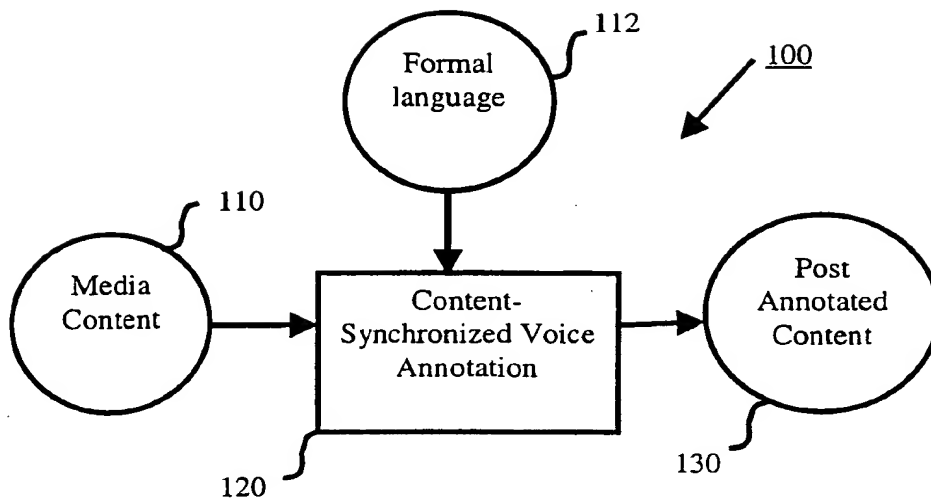 112
Formal
language
100
110
Media
Content
Content-
Synchronized Voice
Annotation
Post
Annotated
Content
120
130